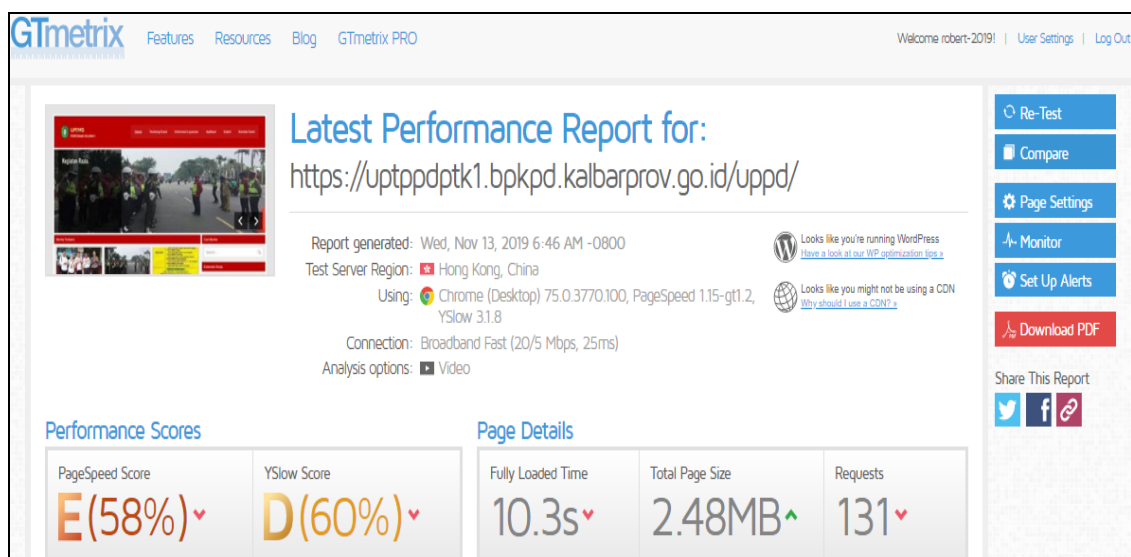 GTmetrix Features Resources Blog GTmetrix PRO
Welcome robert-2019! | User Settings | Log Out
Latest Performance Report for:
https://uptppdptk1.bpkpd.kalbarprov.go.id/uppd/
Report generated: Wed, Nov 13, 2019 6:46 AM -0800
Test Server Region: Hong Kong, China
Using: Chrome (Desktop) 75.0.3770.100, PageSpeed 1.15-gt1.2,
YSlow 3.1.8
Connection: Broadband Fast (20/5 Mbps, 25ms)
Analysis options: Video
Looks like you're running WordPress
Have a look at our WP optimization tips »
Looks like you might not be using a CDN
Why should I use a CDN? »
Re-Test
Compare
Page Settings
Monitor
Set Up Alerts
Download PDF
Share This Report
Performance Scores
PageSpeed Score
E(58%)
YSlow Score
D(60%)
Page Details
Fully Loaded Time
10.3s
Total Page Size
2.48MB
Requests
131